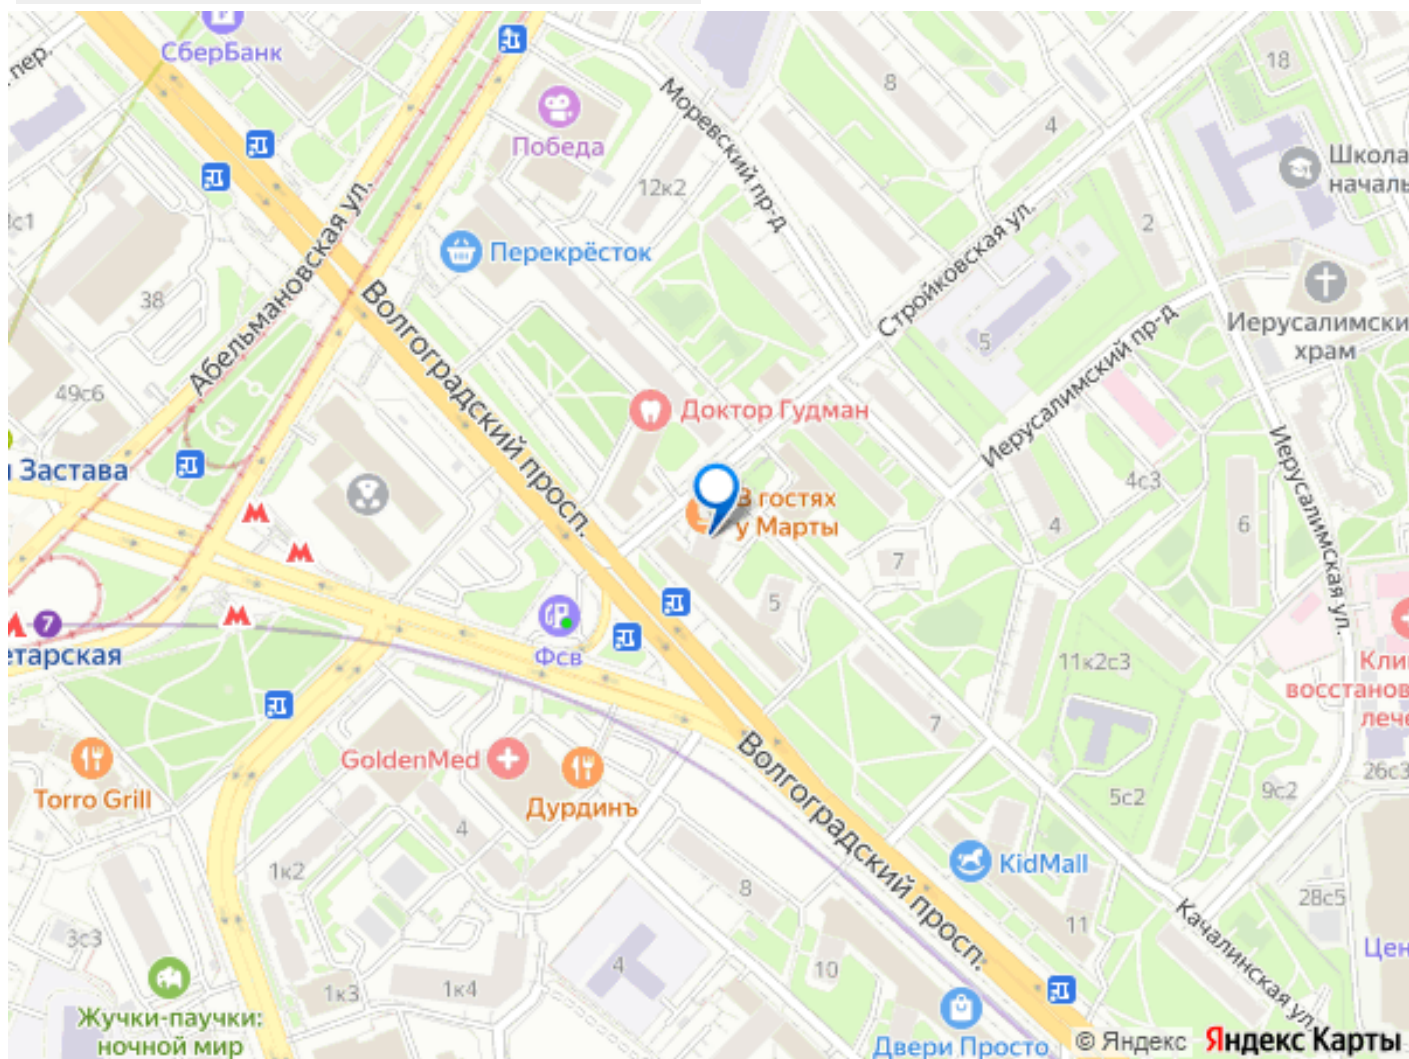 пер.
СберБанк
Победа
Моревский пр-д
8
18
4
Школа
началь
12к2
2
3с1
Абельмановская ул.
Перекрёсток
Стройковская ул.
Иерусалимски
храм
38
Волгоградский просп.
5
Иерусалимский пр-д
49с6
Доктор Гудман
Застава
В гостях
у Марты
4с3
4
6
Иерусалимская ул.
7
5
7
етарская
Фсв
11к2с3
Кли
восстанов
лече
7
GoldenMed
Волгоградский просп.
Torro Grill
Дурдинъ
5с2
9с2
26с3
4
1к2
8
KidMall
28с5
11
Качалинская ул.
3с3
4
10
Цен
1к3
1к4
Жучки-паучки:
ночной мир
Двери Просто
© Яндекс Яндекс Карты